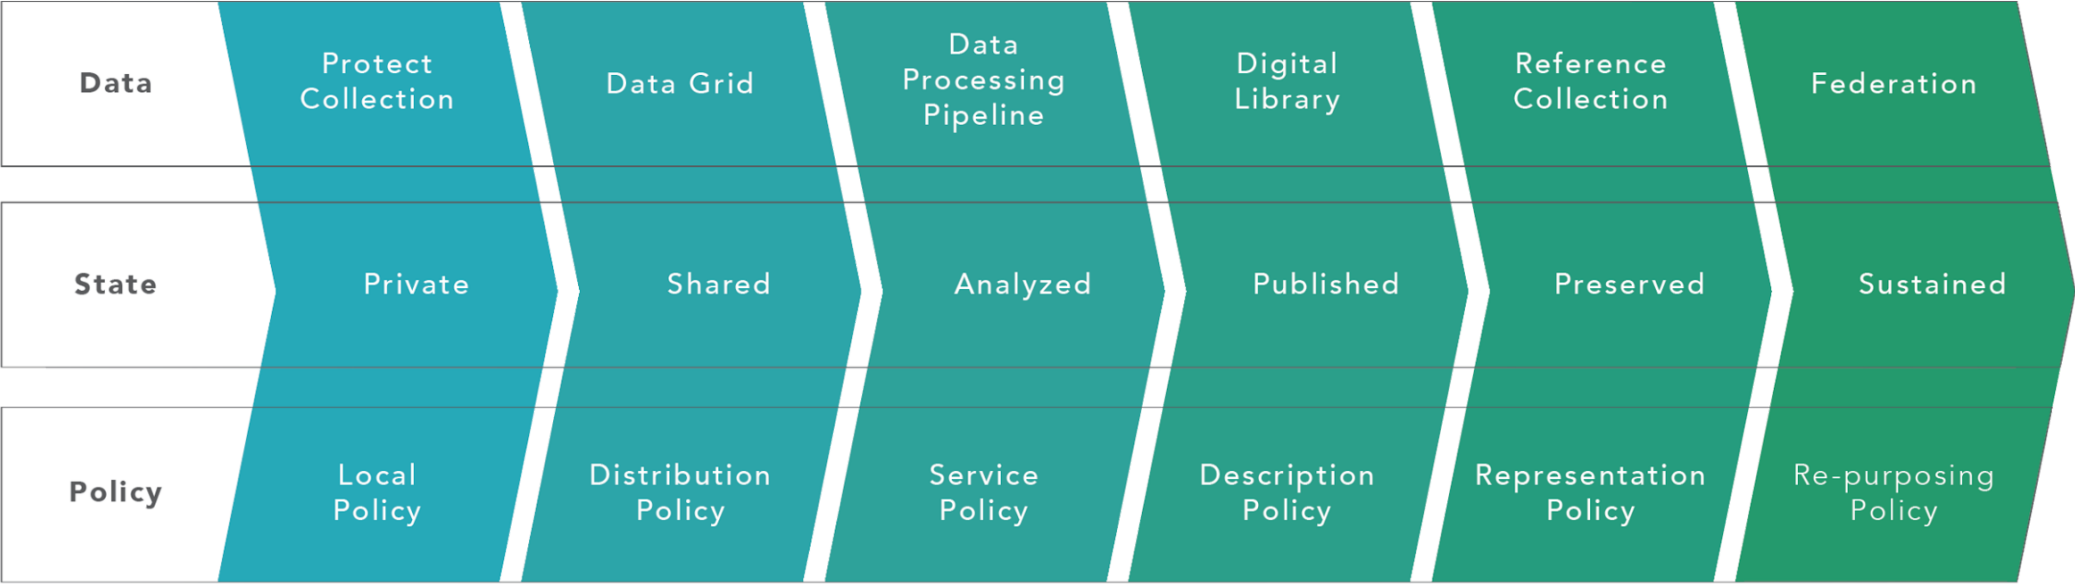 Data
Protect
Collection
Data Grid
Data
Processing
Pipeline
Digital
Library
Reference
Collection
Federation
State
Private
Shared
Analyzed
Published
Preserved
Sustained
Policy
Local
Policy
Distribution
Policy
Service
Policy
Description
Policy
Representation
Policy
Re-purposing
Policy